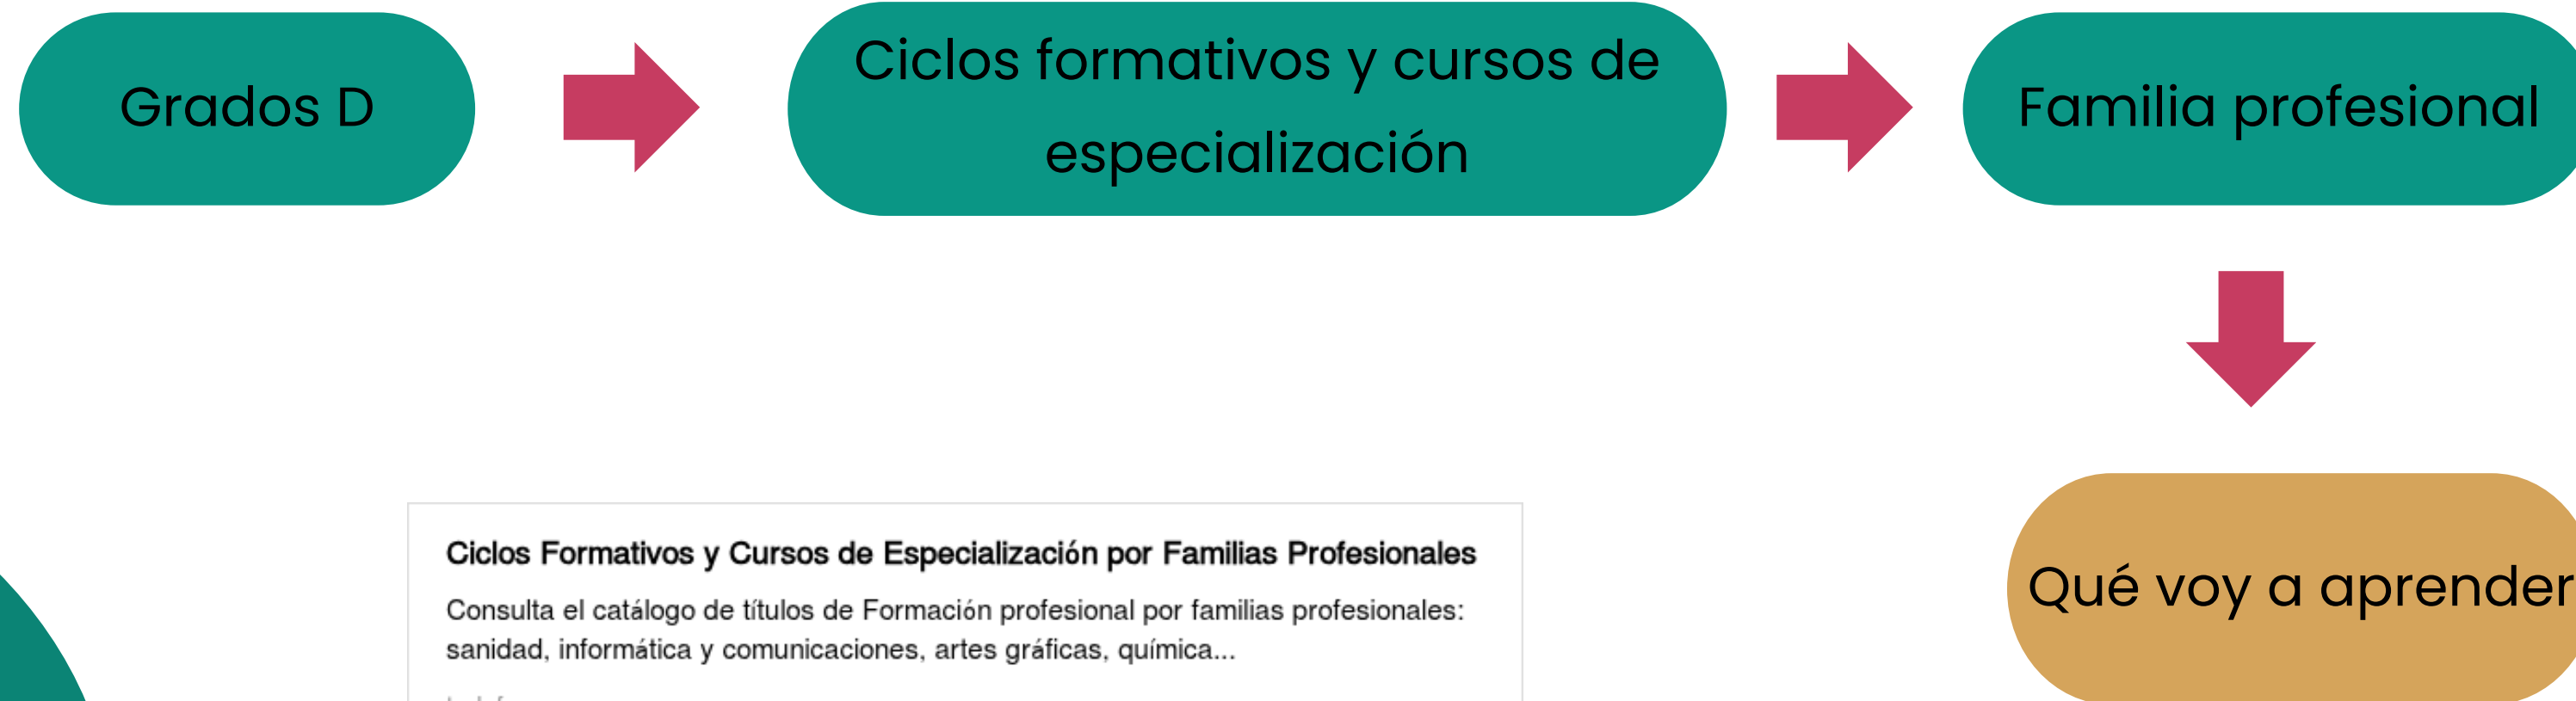 Grados D
Ciclos formativos y cursos de
especialización
Familia profesional
Qué voy a aprender
Ciclos Formativos y Cursos de Especialización por Familias Profesionales
Consulta el catálogo de títulos de Formación profesional por familias profesionales:
sanidad, informática y comunicaciones, artes gráficas, química...